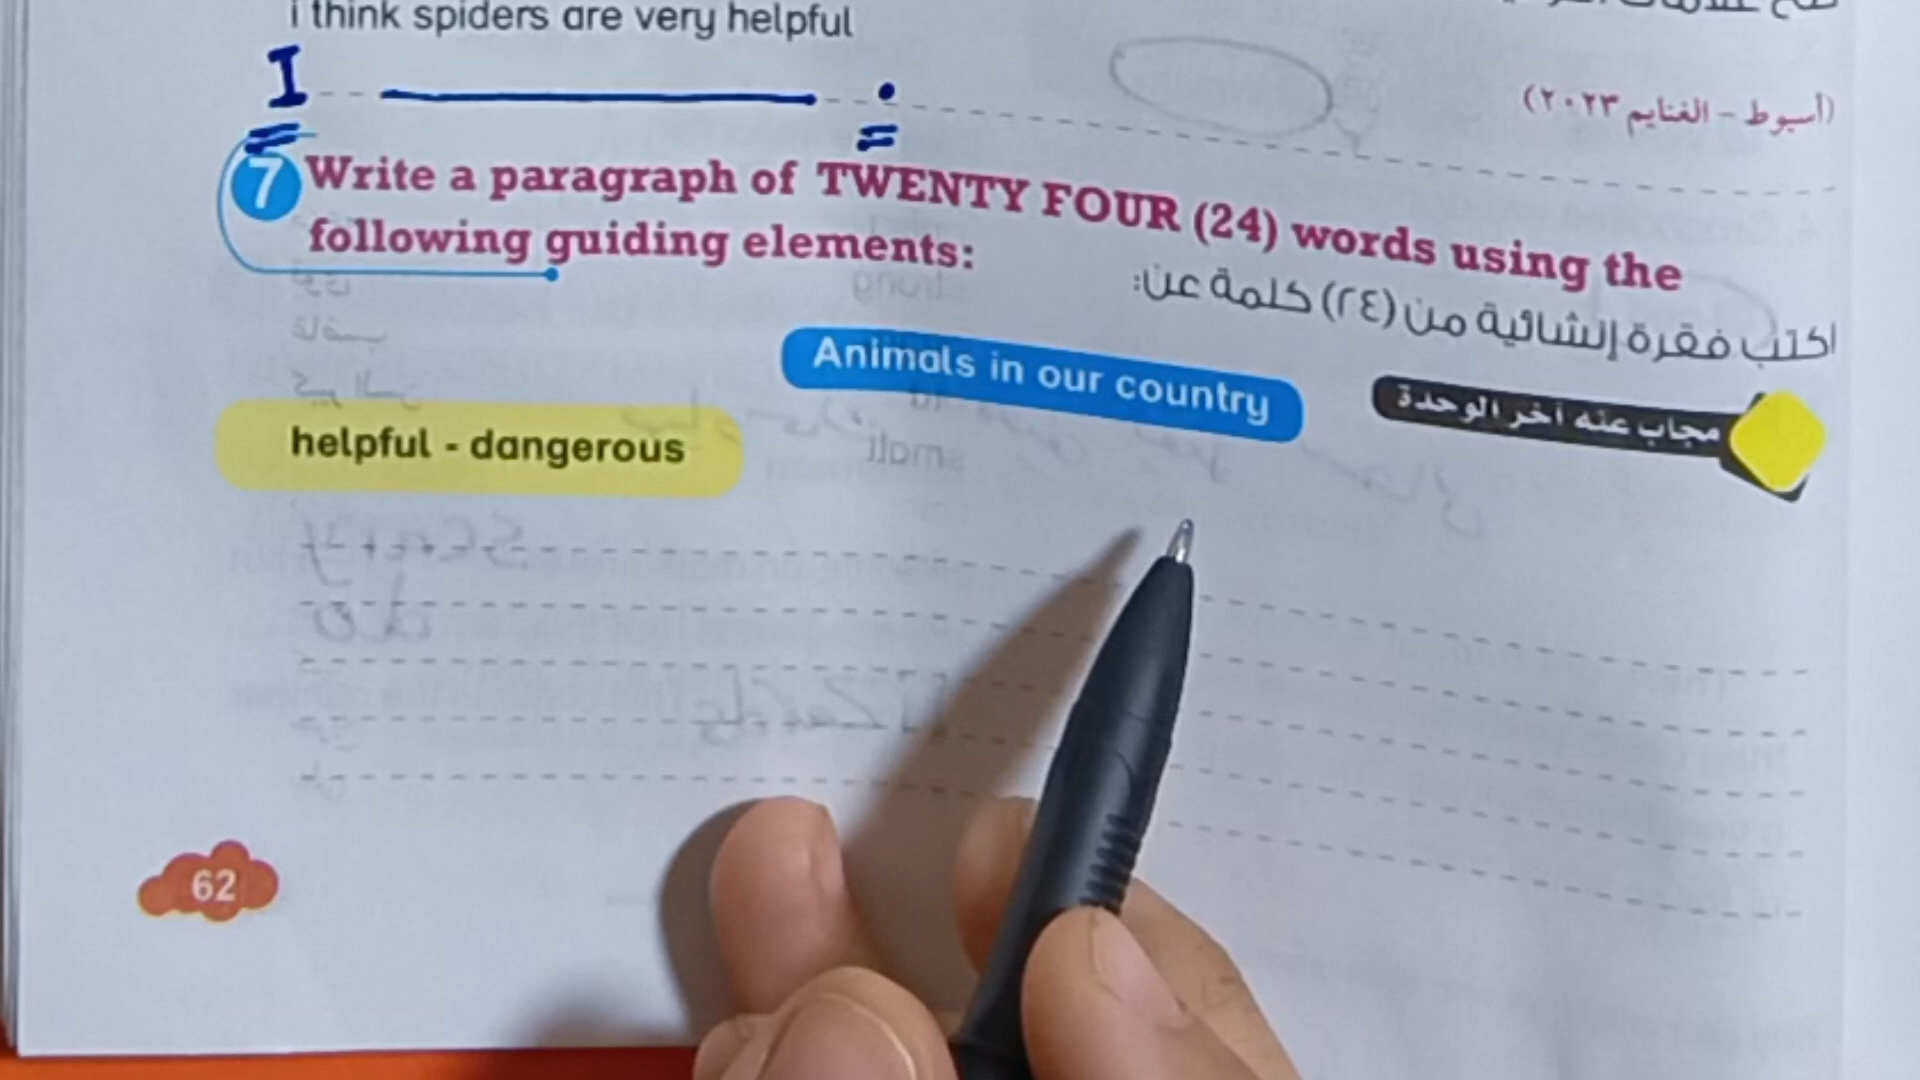 i think spiders are very helpful
I .
(أسيوط - الغنايم ٢٠٢٣)
7 Write a paragraph of TWENTY FOUR (24) words using the
following guiding elements:
اكتب فقرة إنشائية من (٢٤) كلمة عن:
Animals in our country
مجاب عنه آخر الوحدة
helpful - dangerous
62